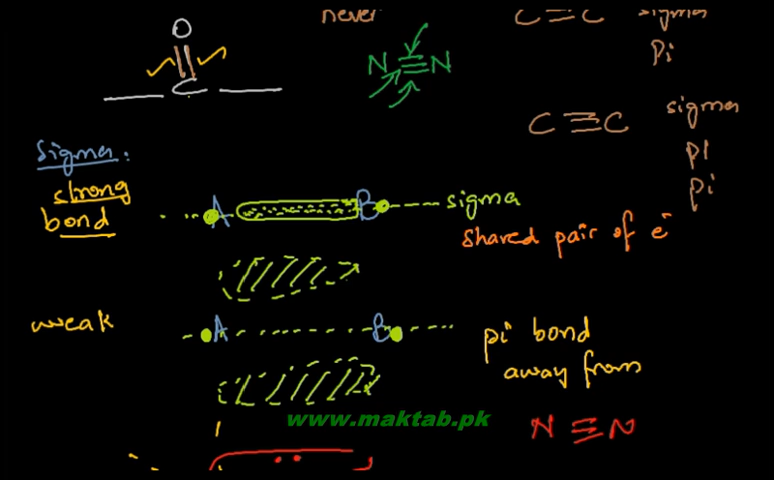 O
never
C=C sigma
pi
N≡N
C
C≡C sigma
pi
pi
Sigma:
strong
bond
A B sigma
shared pair of e⁻
weak
A B
pi bond
away from
www.maktab.pk
N≡N